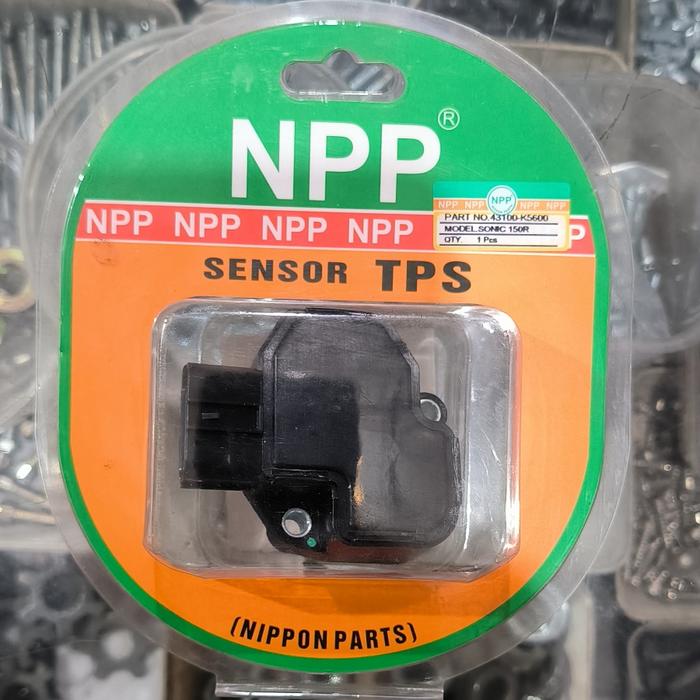 NPP®
NPP NPP NPP NPP P
NPP NPP NPP NPP NPP
PART NO.43100-K5600
MODEL.SONIC 150R
QTY. 1 Pcs
SENSOR TPS
(NIPPON PARTS)